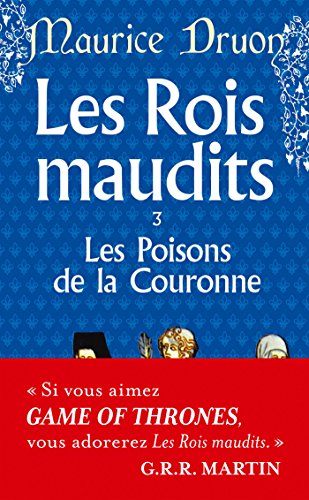 Maurice Druon
Les Rois
maudits
3
Les Poisons
de la Couronne
« Si vous aimez
GAME OF THRONES,
vous adorerez Les Rois maudits. »
G.R.R. MARTIN